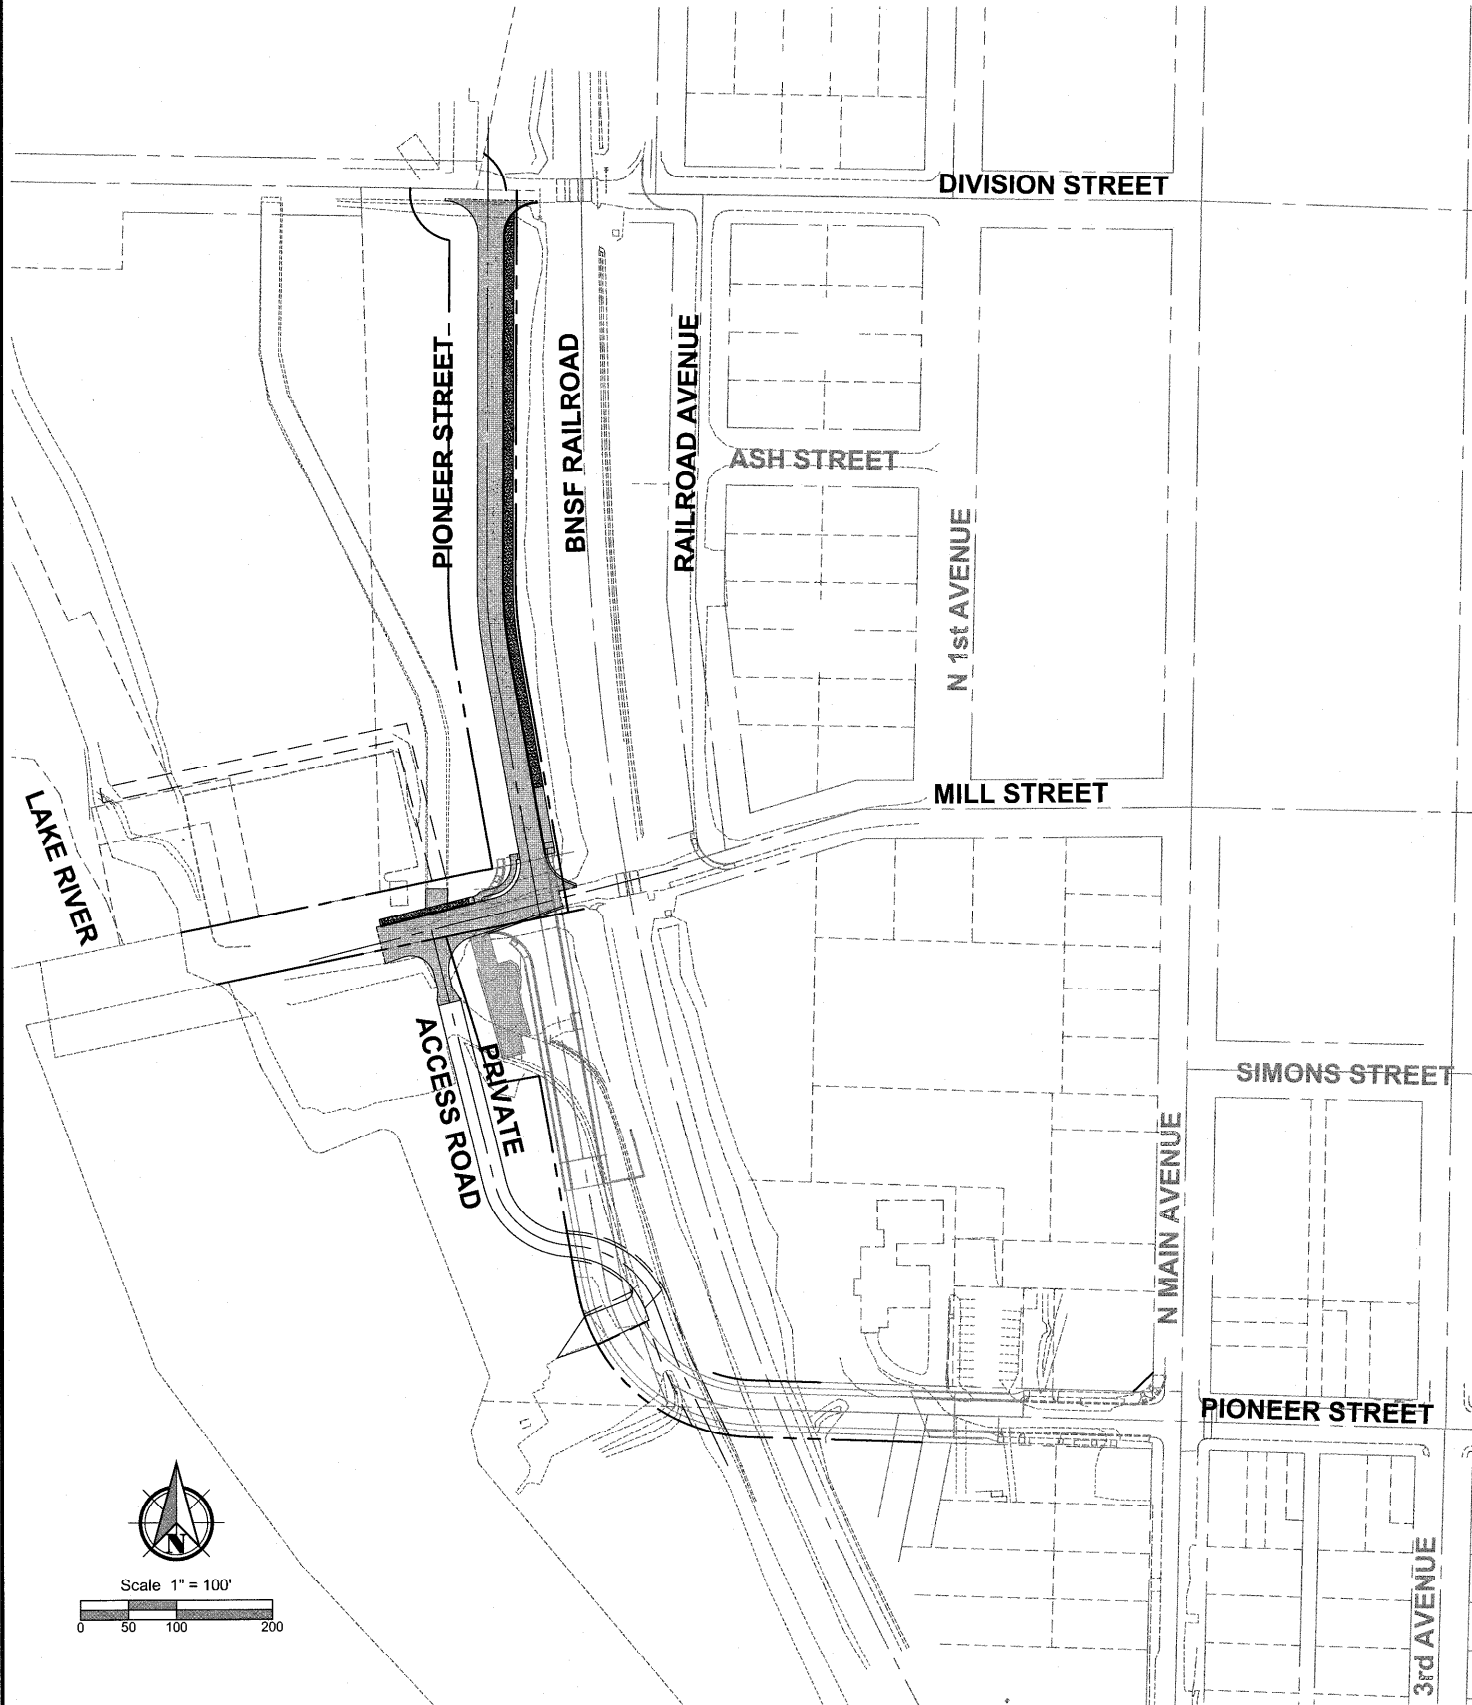 DIVISION STREET
PIONEER STREET
BNSF RAILROAD
RAILROAD AVENUE
ASH STREET
N 1st AVENUE
MILL STREET
LAKE RIVER
PRIVATE
ACCESS ROAD
SIMONS STREET
N MAIN AVENUE
PIONEER STREET
3rd AVENUE
N
Scale 1" = 100'
0 50 100 200